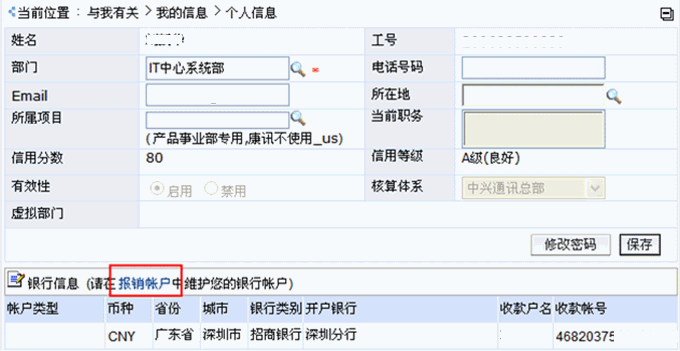 当前位置：与我有关 > 我的信息 > 个人信息
姓名 工号
部门 IT中心系统部 * 电话号码
Email 所在地
所属项目 当前职务
(产品事业部专用,康讯不使用_us)
信用分数 80 信用等级 A级(良好)
有效性 启用 禁用 核算体系 中兴通讯总部
虚拟部门
修改密码 保存
银行信息 (请在报销帐户中维护您的银行帐户)
帐户类型 币种 省份 城市 银行类别 开户银行 收款户名 收款帐号
CNY 广东省 深圳市 招商银行 深圳分行 46820375